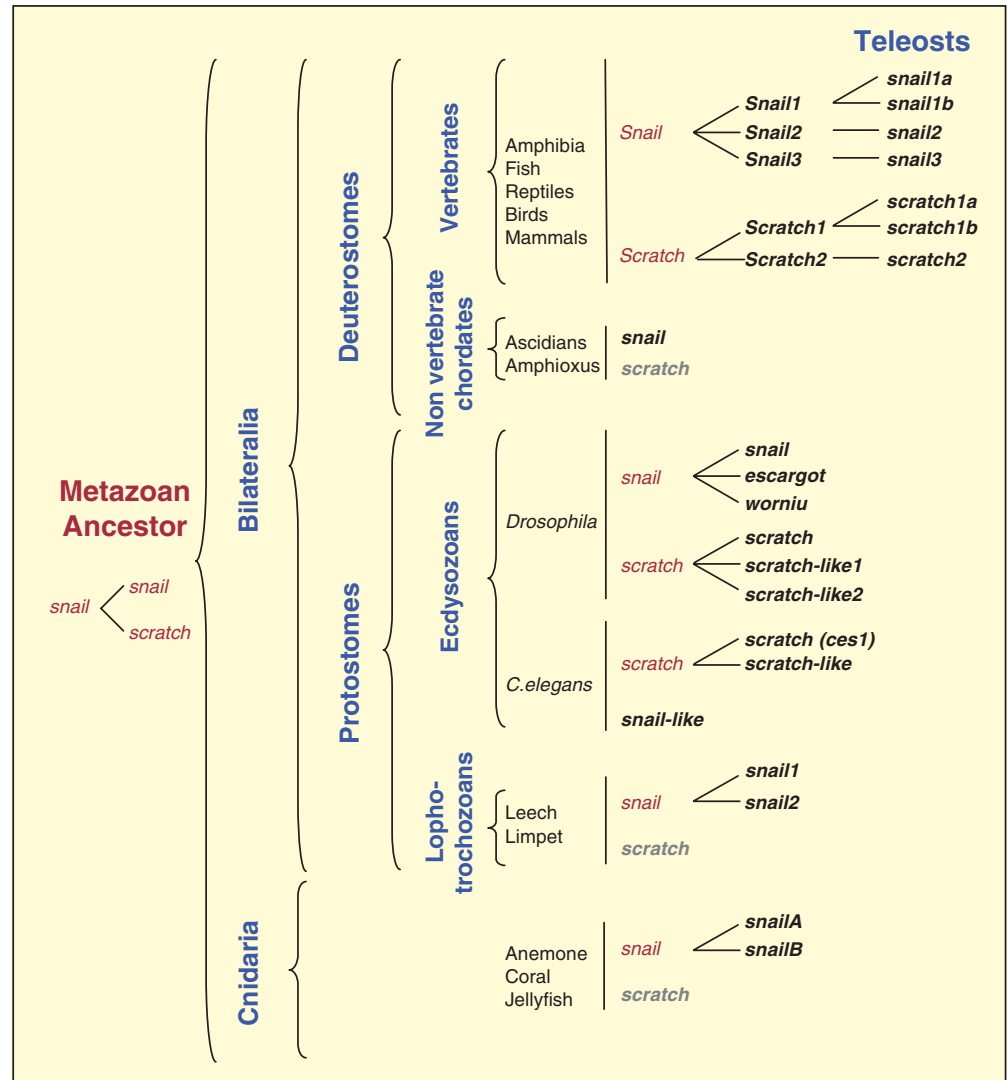 Teleosts
Metazoan
Ancestor
snail
snail
scratch
Bilateralia
Cnidaria
Deuterostomes
Protostomes
Vertebrates
Non vertebrate
chordates
Ecdysozoans
Lopho-
trochozoans
Amphibia
Fish
Reptiles
Birds
Mammals
Snail
Snail1
Snail2
Snail3
snail1a
snail1b
snail2
snail3
Scratch
Scratch1
Scratch2
scratch1a
scratch1b
scratch2
Ascidians
Amphioxus
snail
scratch
Drosophila
snail
snail
escargot
worniu
scratch
scratch
scratch-like1
scratch-like2
C.elegans
scratch
scratch (ces1)
scratch-like
snail-like
Leech
Limpet
snail
snail1
snail2
scratch
Anemone
Coral
Jellyfish
snail
snailA
snailB
scratch